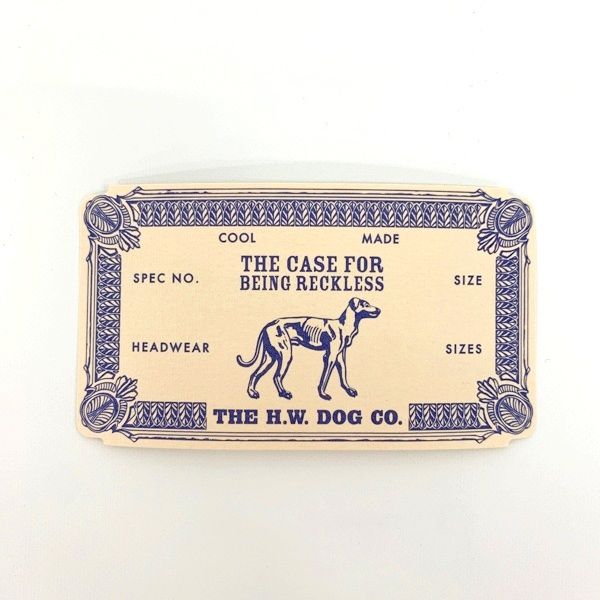 COOL MADE
THE CASE FOR
BEING RECKLESS
SPEC NO. SIZE
HEADWEAR SIZES
THE H.W. DOG CO.